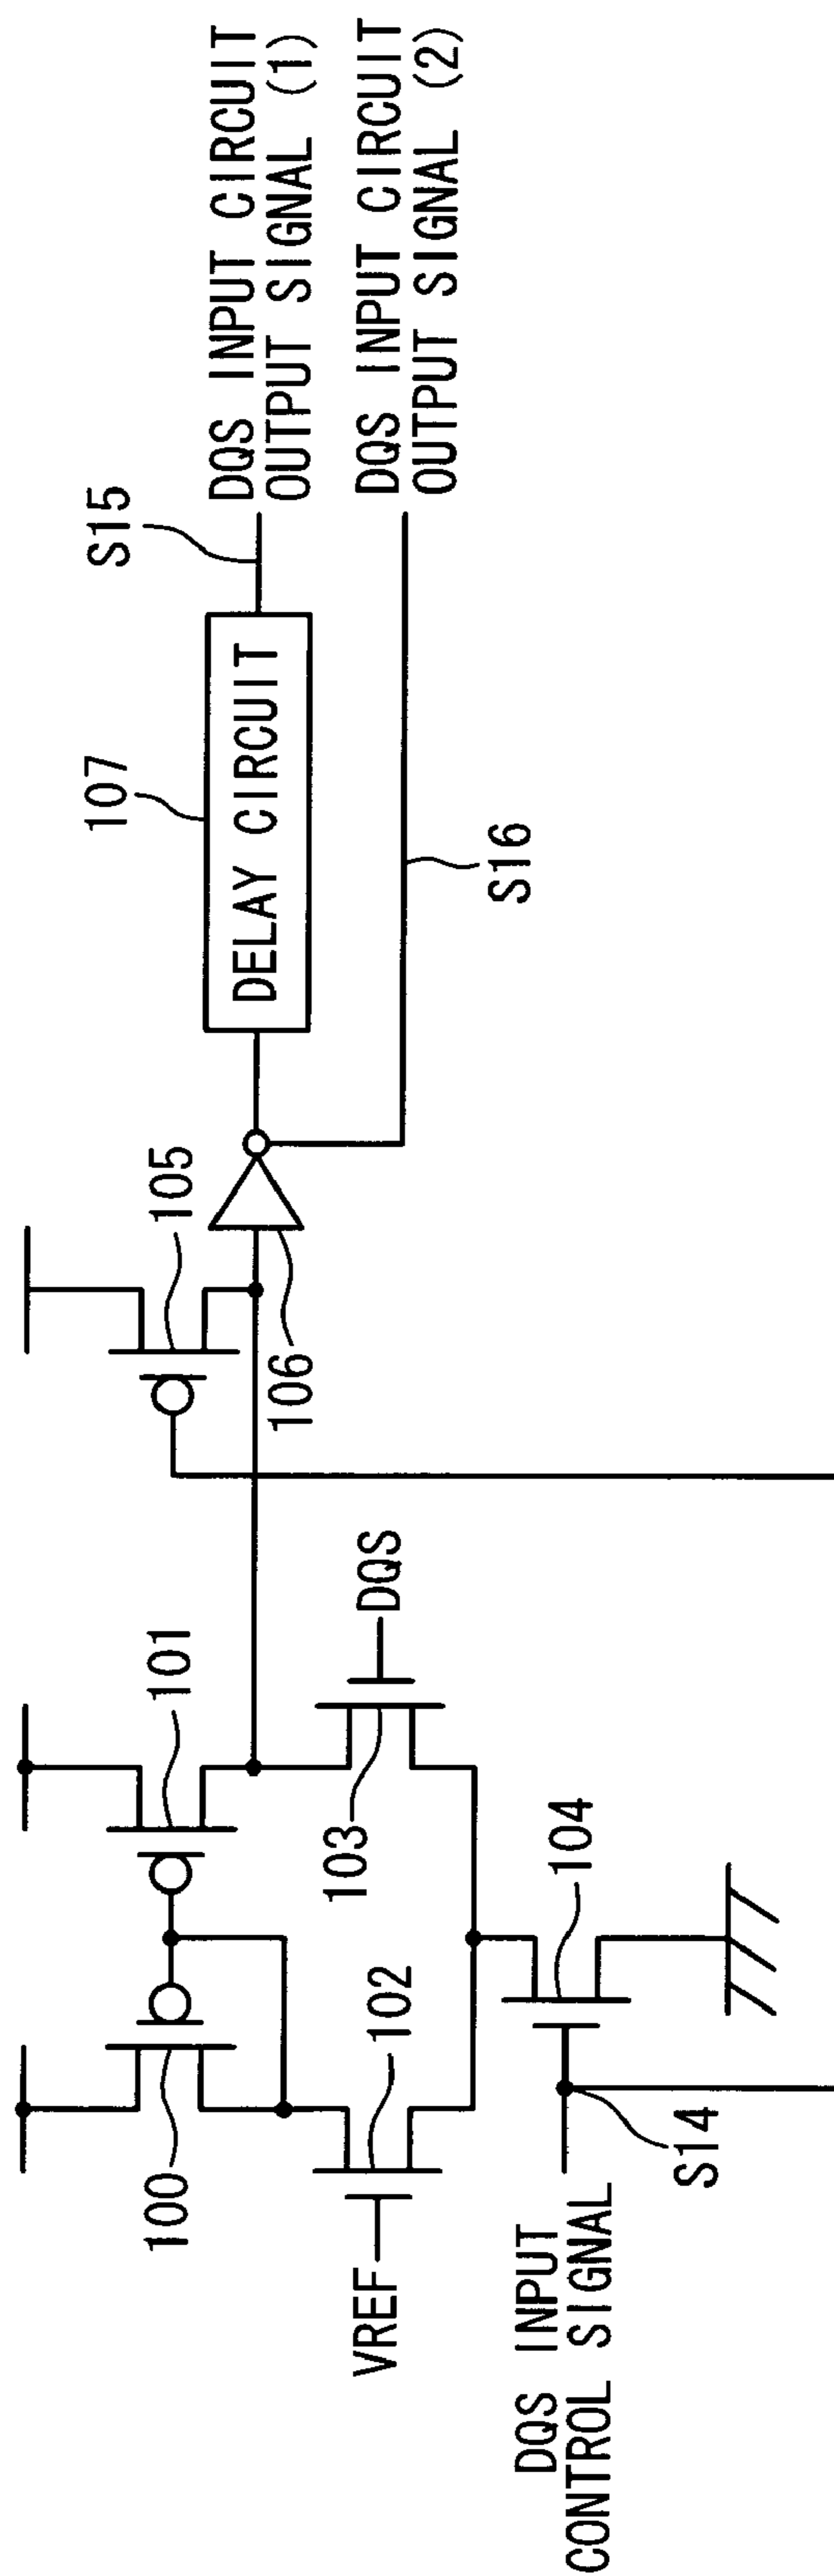 DQS INPUT CIRCUIT
OUTPUT SIGNAL (1)
DQS INPUT CIRCUIT
OUTPUT SIGNAL (2)
S15
107
DELAY CIRCUIT
S16
105
106
101
DQS
103
104
100
102
VREF
S14
DQS INPUT
CONTROL SIGNAL